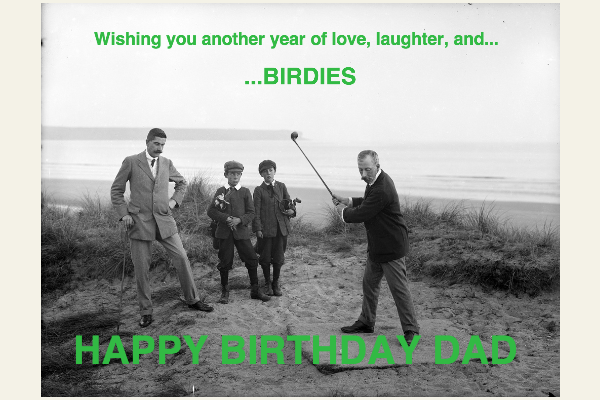 Wishing you another year of love, laughter, and...
...BIRDIES
HAPPY BIRTHDAY DAD